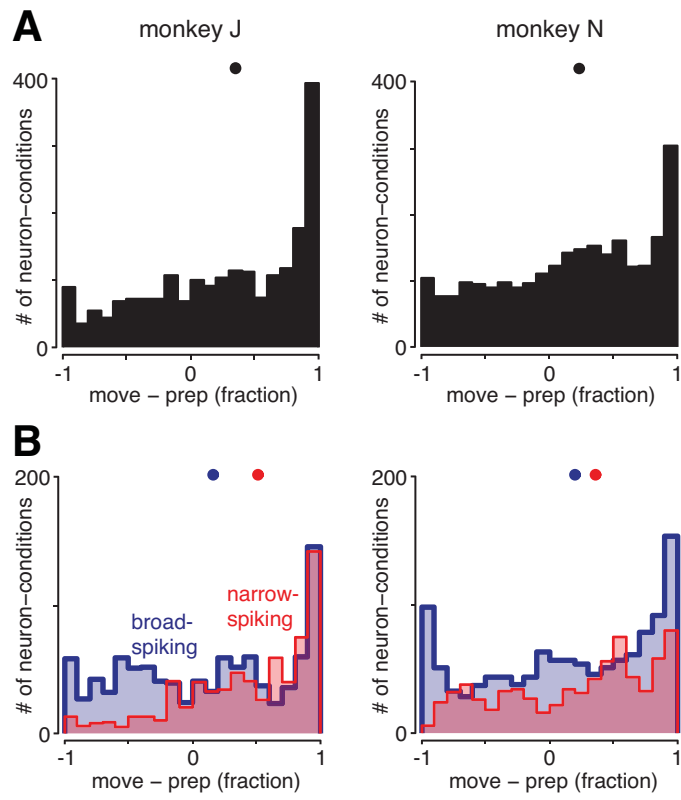 A
monkey J
monkey N
400
# of neuron−conditions
0
-1
0
1
move − prep (fraction)
400
# of neuron−conditions
0
-1
0
1
move − prep (fraction)
B
200
# of neuron−conditions
0
broad-
spiking
narrow-
spiking
-1
0
1
move − prep (fraction)
200
# of neuron−conditions
0
-1
0
1
move − prep (fraction)